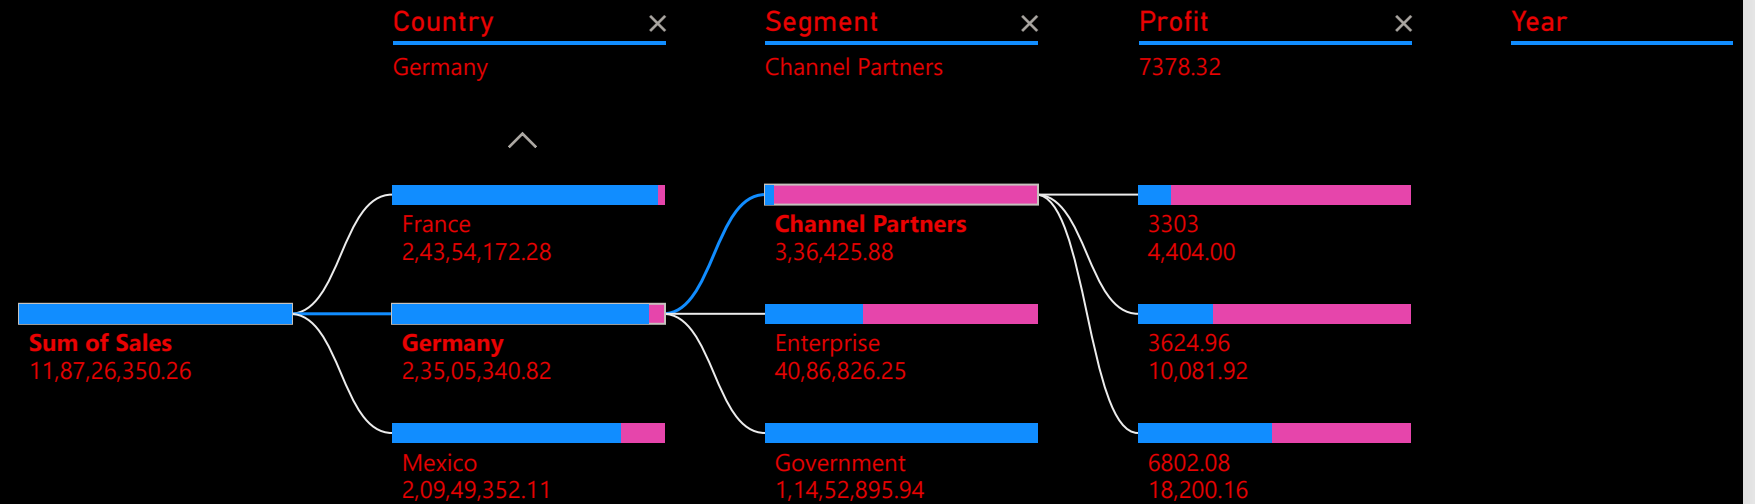 Country
Segment
Profit
Year
Germany
Channel Partners
7378.32
France
2,43,54,172.28
Channel Partners
3,36,425.88
3303
4,404.00
Sum of Sales
11,87,26,350.26
Germany
2,35,05,340.82
Enterprise
40,86,826.25
3624.96
10,081.92
Mexico
2,09,49,352.11
Government
1,14,52,895.94
6802.08
18,200.16